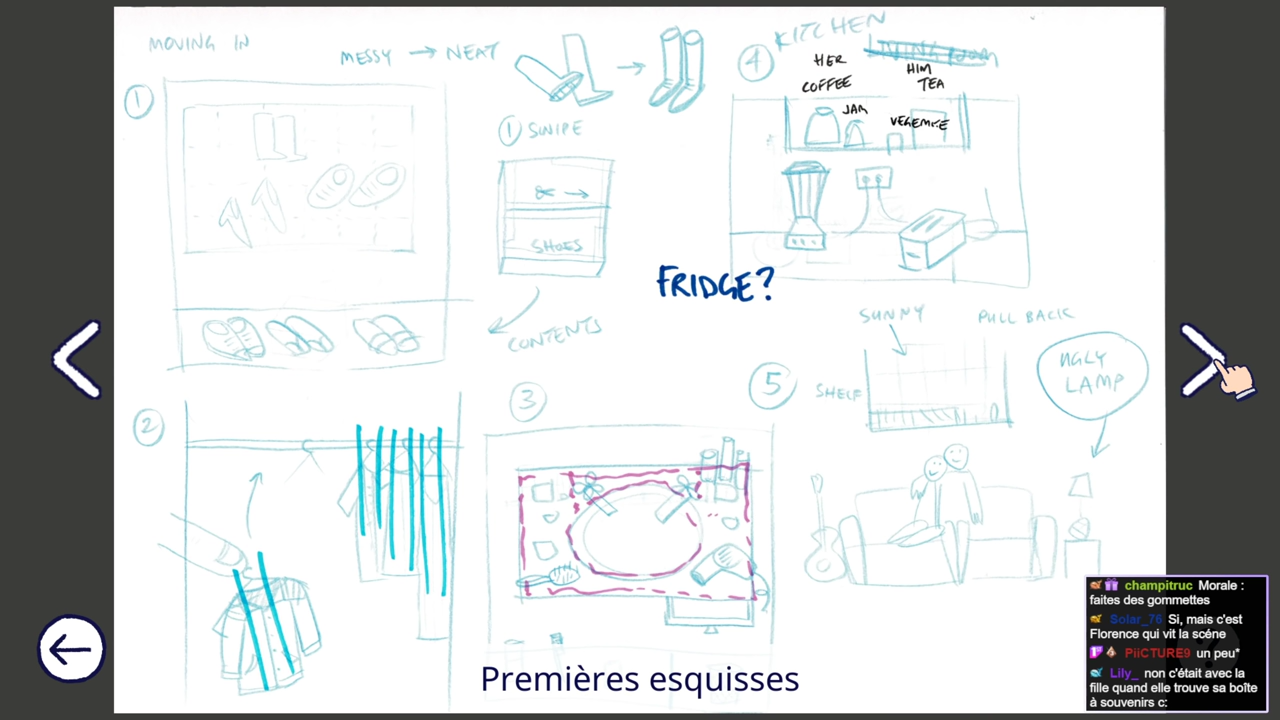 MOVING IN
MESSY → NEAT
①
① SWIPE
SHOES
CONTENTS
④ KITCHEN
LIVING ROOM
HER
COFFEE
HIM
TEA
JAM
VEGEMITE
FRIDGE?
②
③
⑤
SUNNY
PULL BACK
SHELF
UGLY
LAMP
Premières esquisses
champitruc Morale :
faites des gommettes
Solar_76 Si, mais c'est
Florence qui vit la scéne
PiiCTURE9 un peu*
Lily_ non c'était avec la
fille quand elle trouve sa boîte
à souvenirs c: